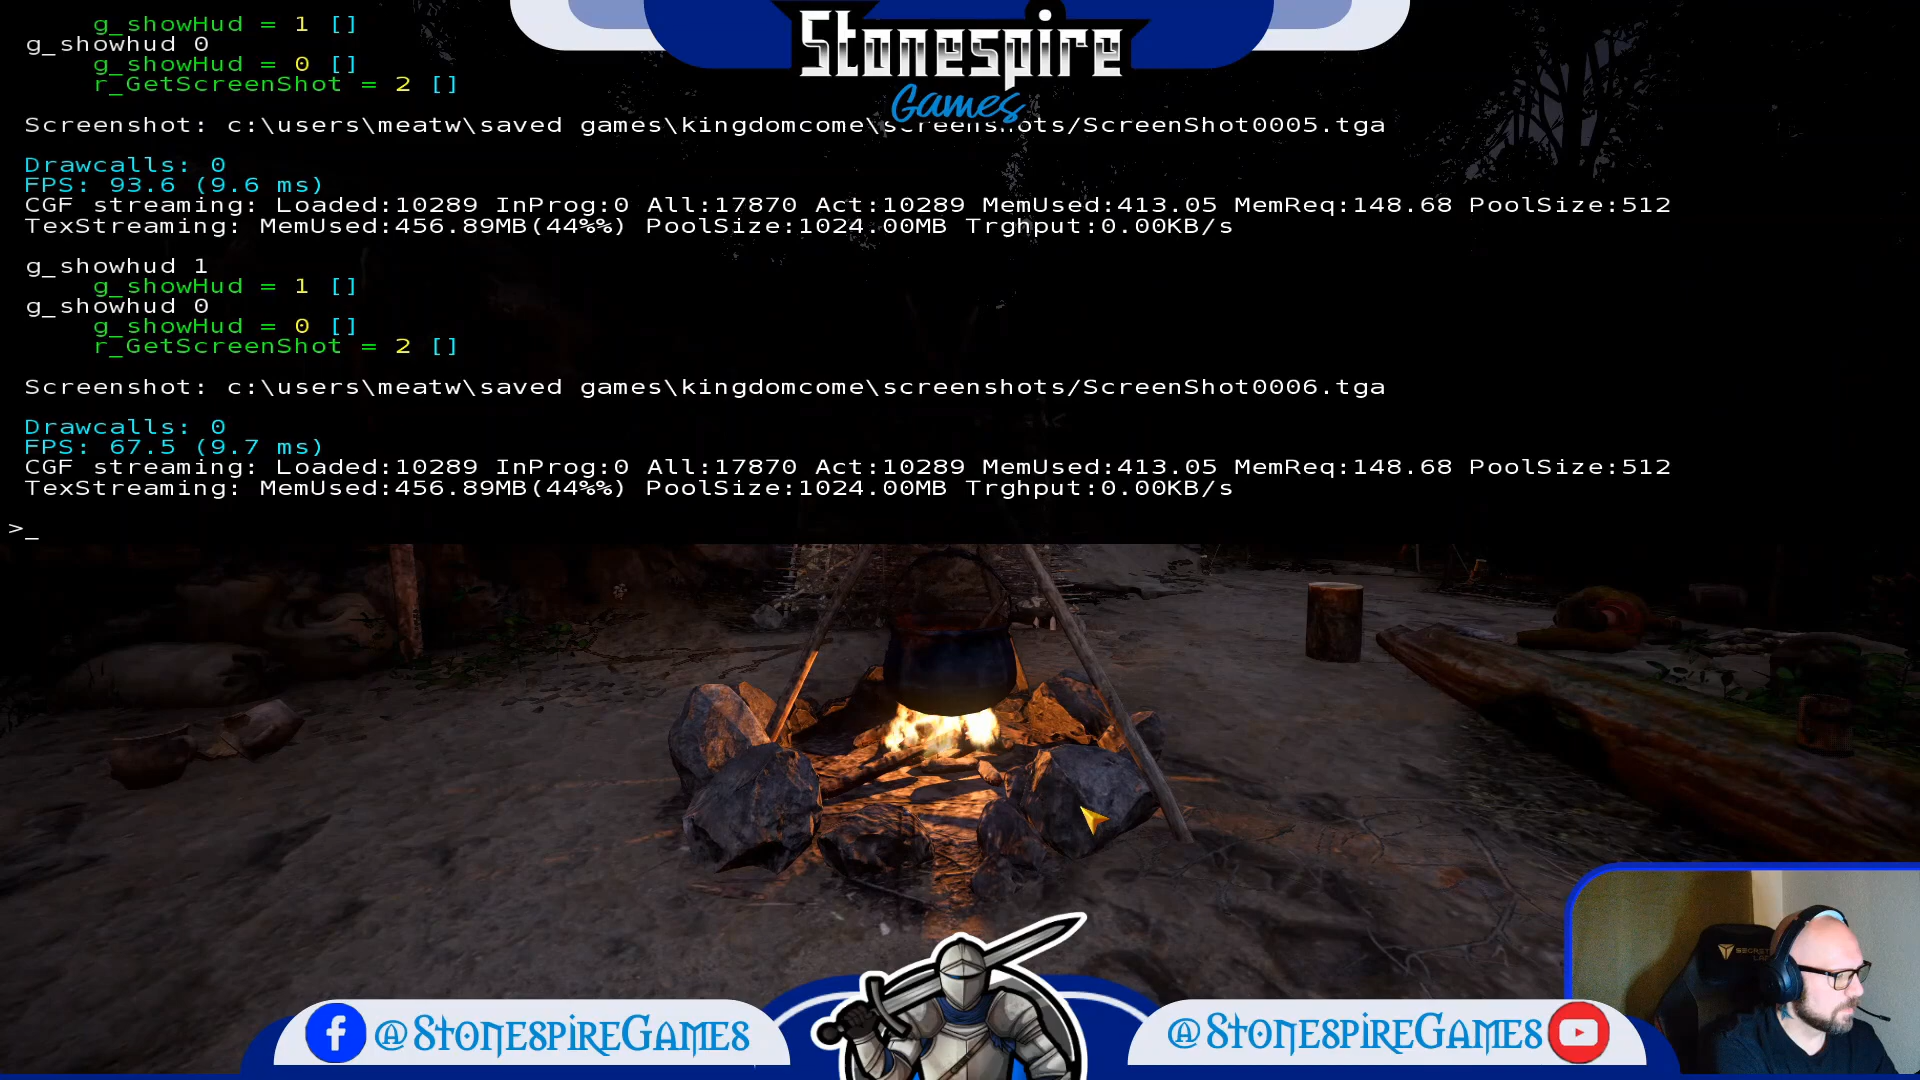 g_showHud = 1 []
g_showhud 0
g_showHud = 0 []
r_GetScreenShot = 2 []
Stonespire
Games
Screenshot: c:\users\meatw\saved games\kingdomcome\screenshots/ScreenShot0005.tga
Drawcalls: 0
FPS: 93.6 (9.6 ms)
CGF streaming: Loaded:10289 InProg:0 All:17870 Act:10289 MemUsed:413.05 MemReq:148.68 PoolSize:512
TexStreaming: MemUsed:456.89MB(44%%) PoolSize:1024.00MB Trghput:0.00KB/s
g_showhud 1
g_showHud = 1 []
g_showhud 0
g_showHud = 0 []
r_GetScreenShot = 2 []
Screenshot: c:\users\meatw\saved games\kingdomcome\screenshots/ScreenShot0006.tga
Drawcalls: 0
FPS: 67.5 (9.7 ms)
CGF streaming: Loaded:10289 InProg:0 All:17870 Act:10289 MemUsed:413.05 MemReq:148.68 PoolSize:512
TexStreaming: MemUsed:456.89MB(44%%) PoolSize:1024.00MB Trghput:0.00KB/s
>_
@StonespireGames
@StonespireGames